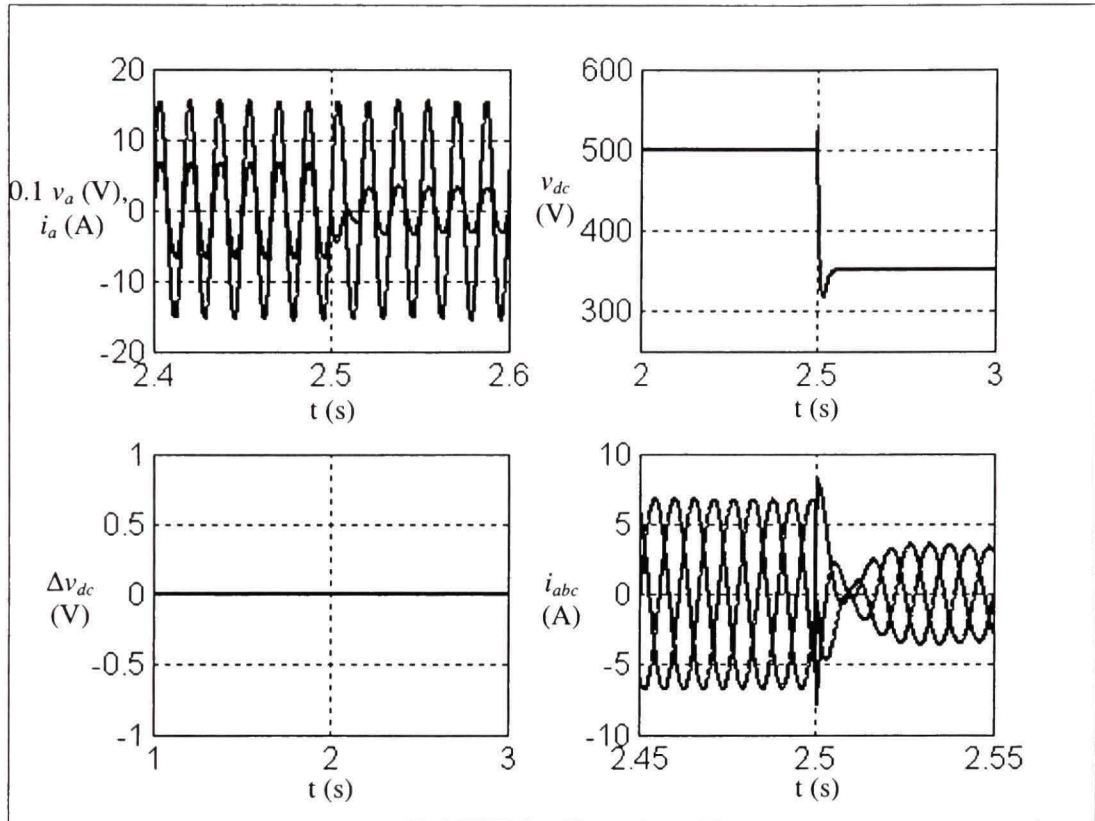 20
10
0.1 v_a (V),
i_a (A)
0
-10
-20
2.4
2.5
2.6
t (s)
600
500
v_dc
(V)
400
300
2
2.5
3
t (s)
1
0.5
Δv_dc
(V)
0
-0.5
-1
1
2
3
t (s)
10
5
i_abc
(A)
0
-5
-10
2.45
2.5
2.55
t (s)